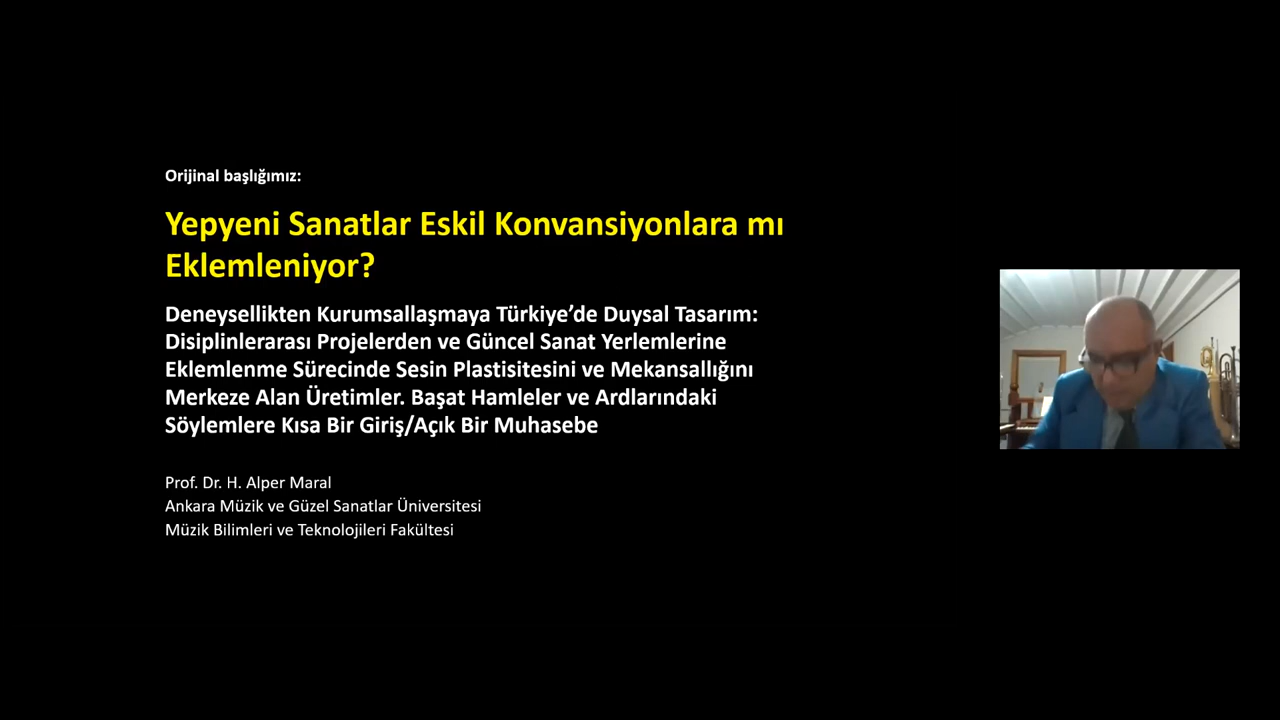 Orijinal başlığımız:
Yepyeni Sanatlar Eskil Konvansiyonlara mı
Eklemleniyor?
Deneysellikten Kurumsallaşmaya Türkiye’de Duysal Tasarım:
Disiplinlerarası Projelerden ve Güncel Sanat Yerlemlerine
Eklemlenme Sürecinde Sesin Plastisitesini ve Mekansallığını
Merkeze Alan Üretimler. Başat Hamleler ve Ardlarındaki
Söylemlere Kısa Bir Giriş/Açık Bir Muhasebe
Prof. Dr. H. Alper Maral
Ankara Müzik ve Güzel Sanatlar Üniversitesi
Müzik Bilimleri ve Teknolojileri Fakültesi